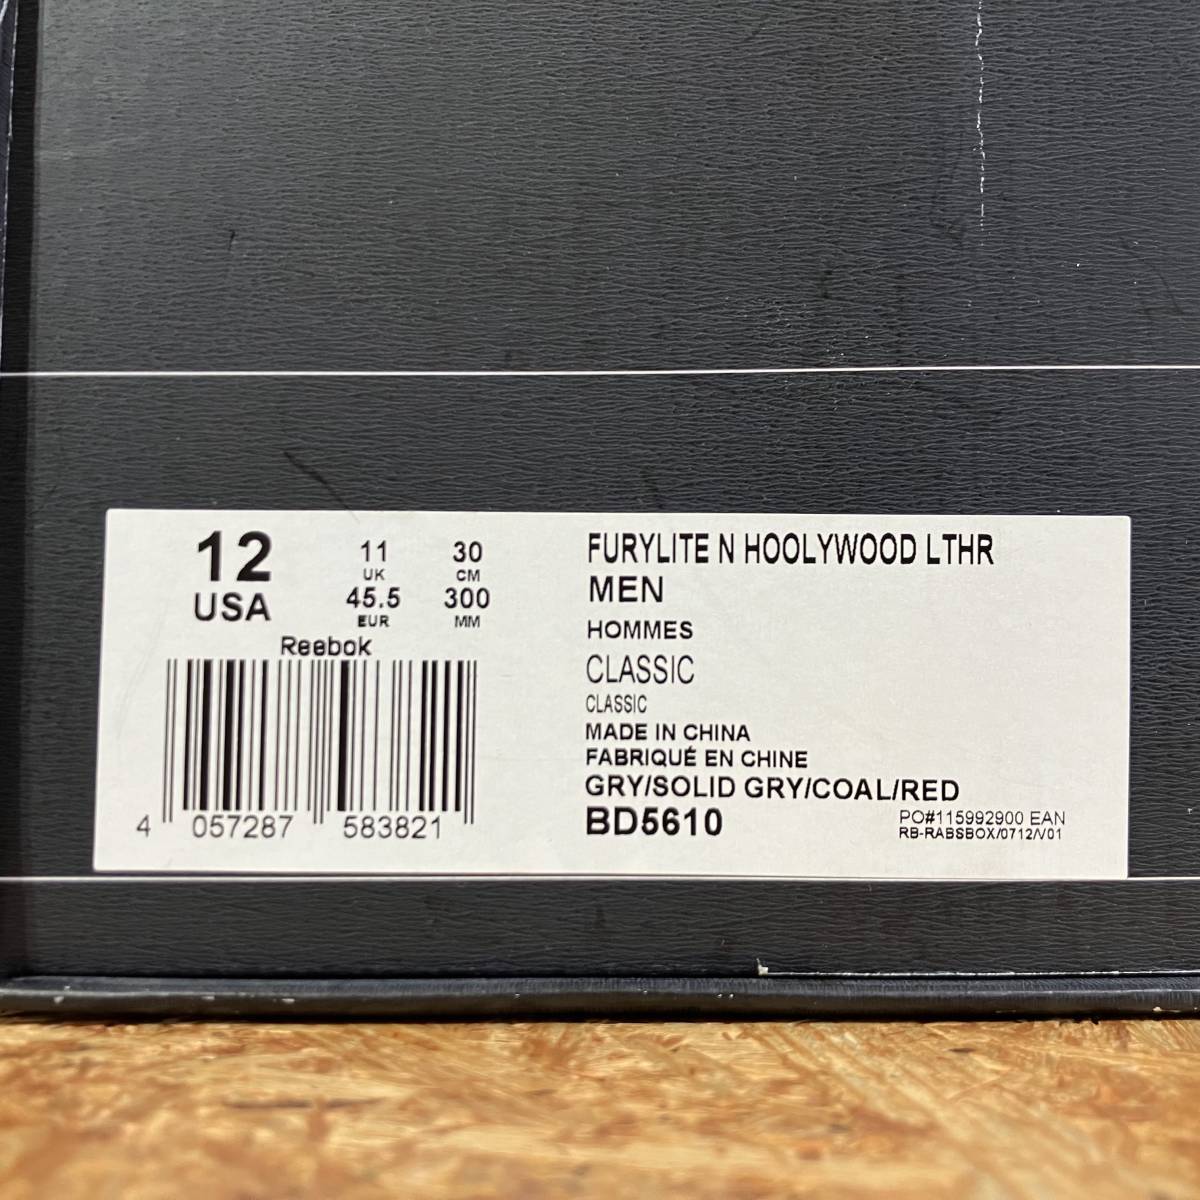 12
USA
11
UK
45.5
EUR
30
CM
300
MM
Reebok
4 057287 583821
FURYLITE N HOOLYWOOD LTHR
MEN
HOMMES
CLASSIC
CLASSIC
MADE IN CHINA
FABRIQUÉ EN CHINE
GRY/SOLID GRY/COAL/RED
BD5610
PO#115992900 EAN
RB-RABSBOX/0712/V01